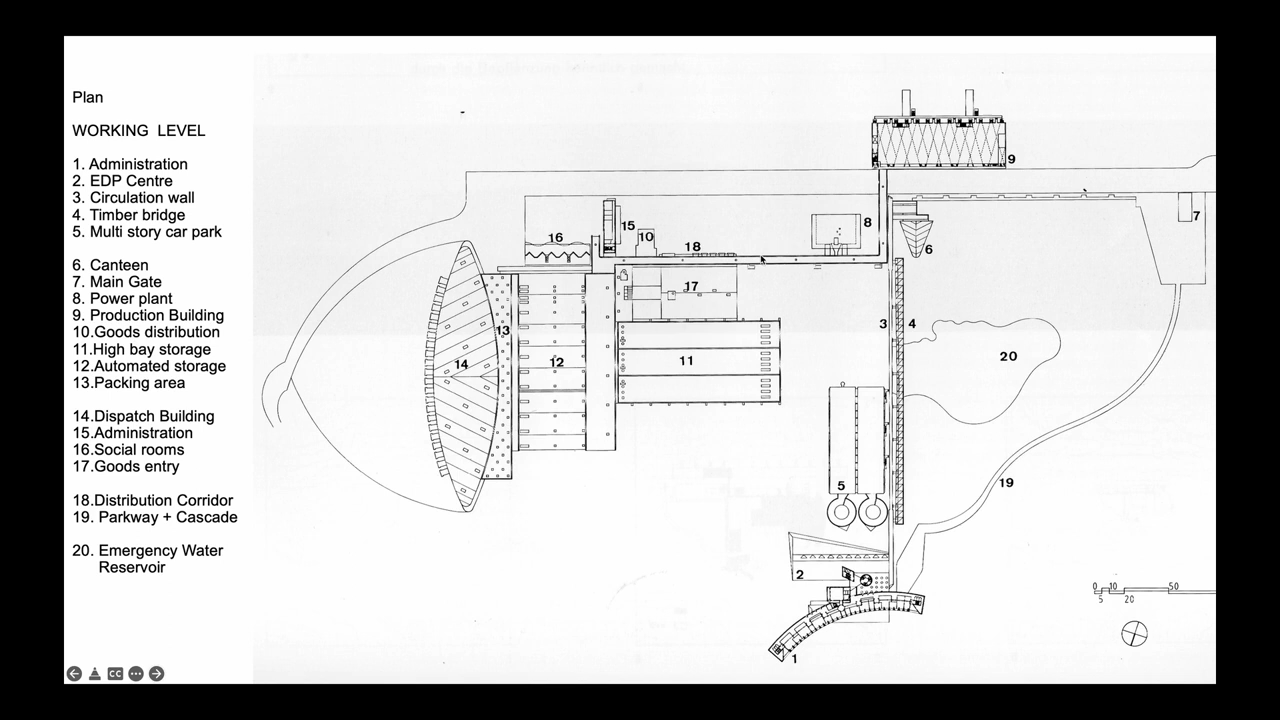 Plan
WORKING LEVEL
1. Administration
2. EDP Centre
3. Circulation wall
4. Timber bridge
5. Multi story car park
6. Canteen
7. Main Gate
8. Power plant
9. Production Building
10.Goods distribution
11.High bay storage
12.Automated storage
13.Packing area
14.Dispatch Building
15.Administration
16.Social rooms
17.Goods entry
18.Distribution Corridor
19. Parkway + Cascade
20. Emergency Water
Reservoir
9
7
15
10
16
18
8
6
17
13
14
12
11
3
4
20
5
19
2
1
0 10 50
5 20
CC